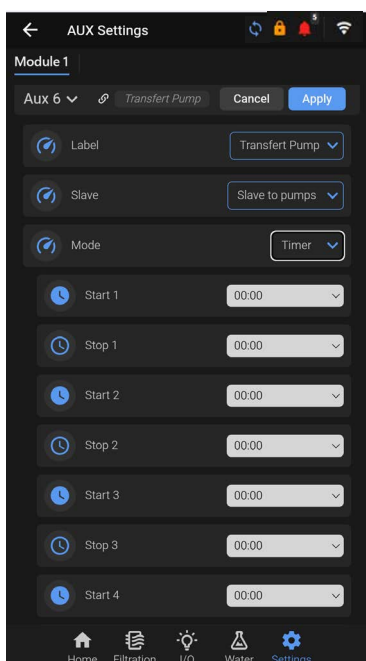 AUX Settings
5
Module 1
Aux 6
Transfert Pump
Cancel
Apply
Label
Transfert Pump
Slave
Slave to pumps
Mode
Timer
Start 1
00:00
Stop 1
00:00
Start 2
00:00
Stop 2
00:00
Start 3
00:00
Stop 3
00:00
Start 4
00:00
Home
Filtration
I/O
Water
Settings